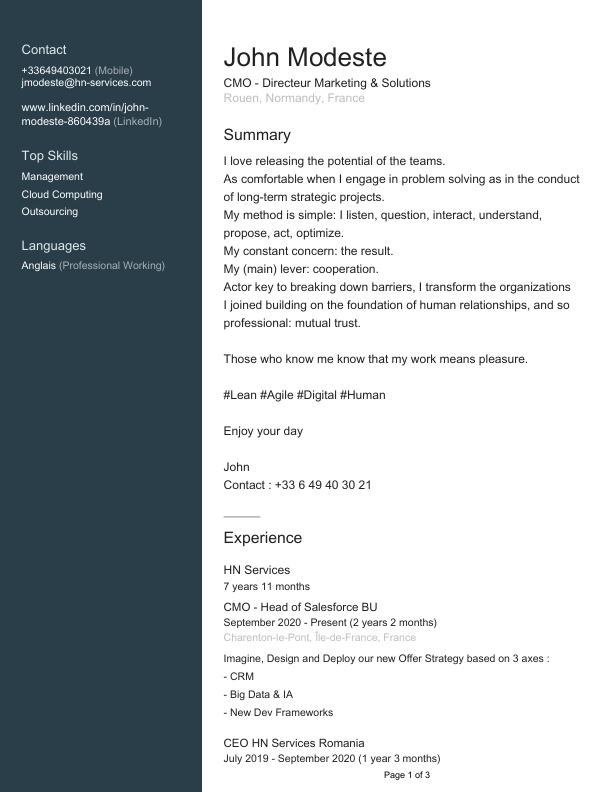 Contact
+33649403021 (Mobile)
jmodeste@hn-services.com
www.linkedin.com/in/john-
modeste-860439a (LinkedIn)
Top Skills
Management
Cloud Computing
Outsourcing
Languages
Anglais (Professional Working)
John Modeste
CMO - Directeur Marketing & Solutions
Rouen, Normandy, France
Summary
I love releasing the potential of the teams.
As comfortable when I engage in problem solving as in the conduct
of long-term strategic projects.
My method is simple: I listen, question, interact, understand,
propose, act, optimize.
My constant concern: the result.
My (main) lever: cooperation.
Actor key to breaking down barriers, I transform the organizations
I joined building on the foundation of human relationships, and so
professional: mutual trust.
Those who know me know that my work means pleasure.
#Lean #Agile #Digital #Human
Enjoy your day
John
Contact : +33 6 49 40 30 21
Experience
HN Services
7 years 11 months
CMO - Head of Salesforce BU
September 2020 - Present (2 years 2 months)
Charenton-le-Pont, Île-de-France, France
Imagine, Design and Deploy our new Offer Strategy based on 3 axes :
- CRM
- Big Data & IA
- New Dev Frameworks
CEO HN Services Romania
July 2019 - September 2020 (1 year 3 months)
Page 1 of 3